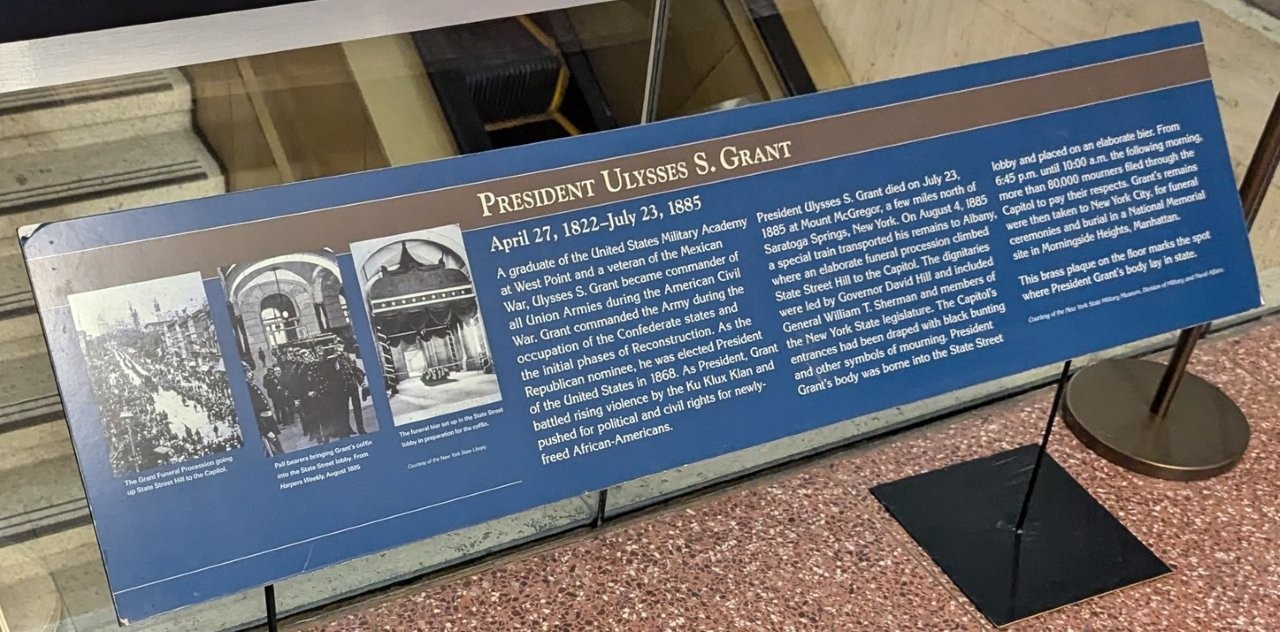 PRESIDENT ULYSSES S. GRANT
April 27, 1822–July 23, 1885
A graduate of the United States Military Academy
at West Point and a veteran of the Mexican
War, Ulysses S. Grant became commander of
all Union Armies during the American Civil
War. Grant commanded the Army during the
occupation of the Confederate states and
the initial phases of Reconstruction. As the
Republican nominee, he was elected President
of the United States in 1868. As President, Grant
battled rising violence by the Ku Klux Klan and
pushed for political and civil rights for newly-
freed African-Americans.
President Ulysses S. Grant died on July 23,
1885 at Mount McGregor, a few miles north of
Saratoga Springs, New York. On August 4, 1885
a special train transported his remains to Albany,
where an elaborate funeral procession climbed
State Street Hill to the Capitol. The dignitaries
were led by Governor David Hill and included
General William T. Sherman and members of
the New York State legislature. The Capitol's
entrances had been draped with black bunting
and other symbols of mourning. President
Grant's body was borne into the State Street
lobby and placed on an elaborate bier. From
6:45 p.m. until 10:00 a.m. the following morning,
more than 80,000 mourners filed through the
Capitol to pay their respects. Grant's remains
were then taken to New York City, for funeral
ceremonies and burial in a National Memorial
site in Morningside Heights, Manhattan.
This brass plaque on the floor marks the spot
where President Grant's body lay in state.
Courtesy of the New York State Military Museum, Division of Military and Naval Affairs
The Grant Funeral Procession going
up State Street Hill to the Capitol.
Pall bearers bringing Grant's coffin
into the State Street lobby. From
Harpers Weekly, August 1885
The funeral bier set up in the State Street
lobby in preparation for the coffin.
Courtesy of the New York State Library